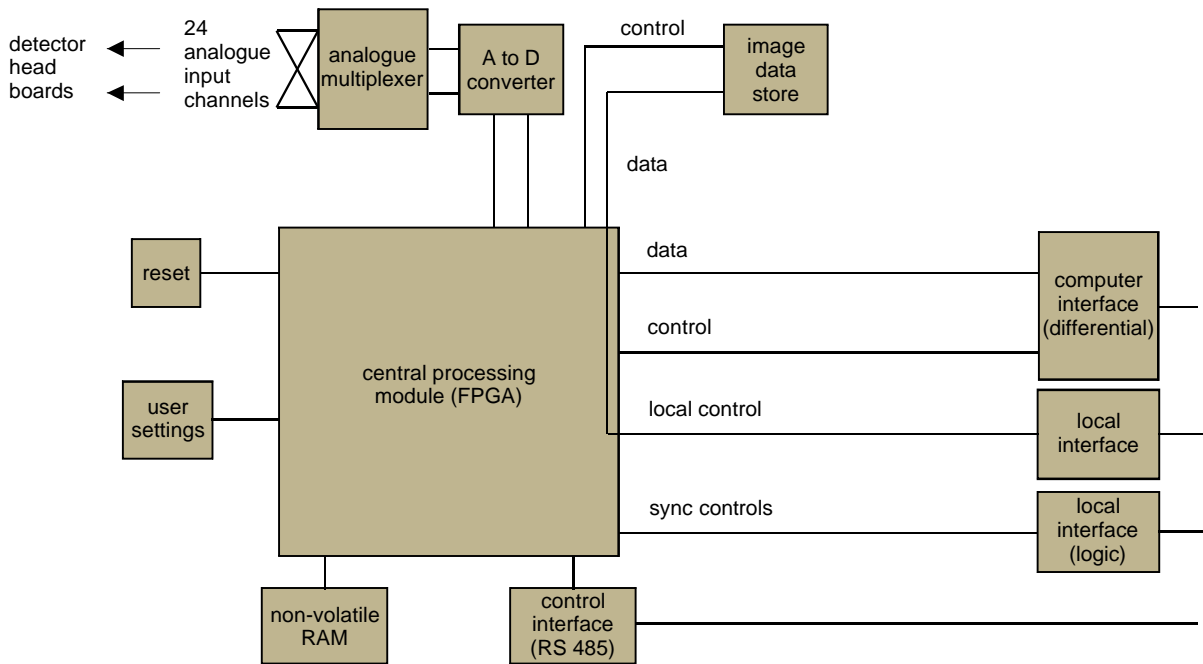 detector
head
boards
24
analogue
input
channels
analogue
multiplexer
A to D
converter
control
image
data
store
data
reset
data
computer
interface
(differential)
control
central processing
module (FPGA)
user
settings
local control
local
interface
sync controls
local
interface
(logic)
non-volatile
RAM
control
interface
(RS 485)